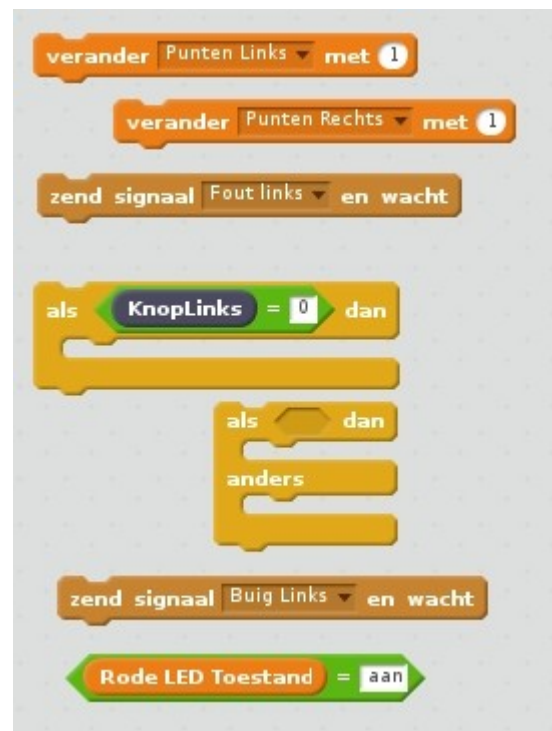 verander Punten Links met 1
verander Punten Rechts met 1
zend signaal Fout links en wacht
als KnopLinks = 0 dan
als dan
anders
zend signaal Buig Links en wacht
Rode LED Toestand = aan